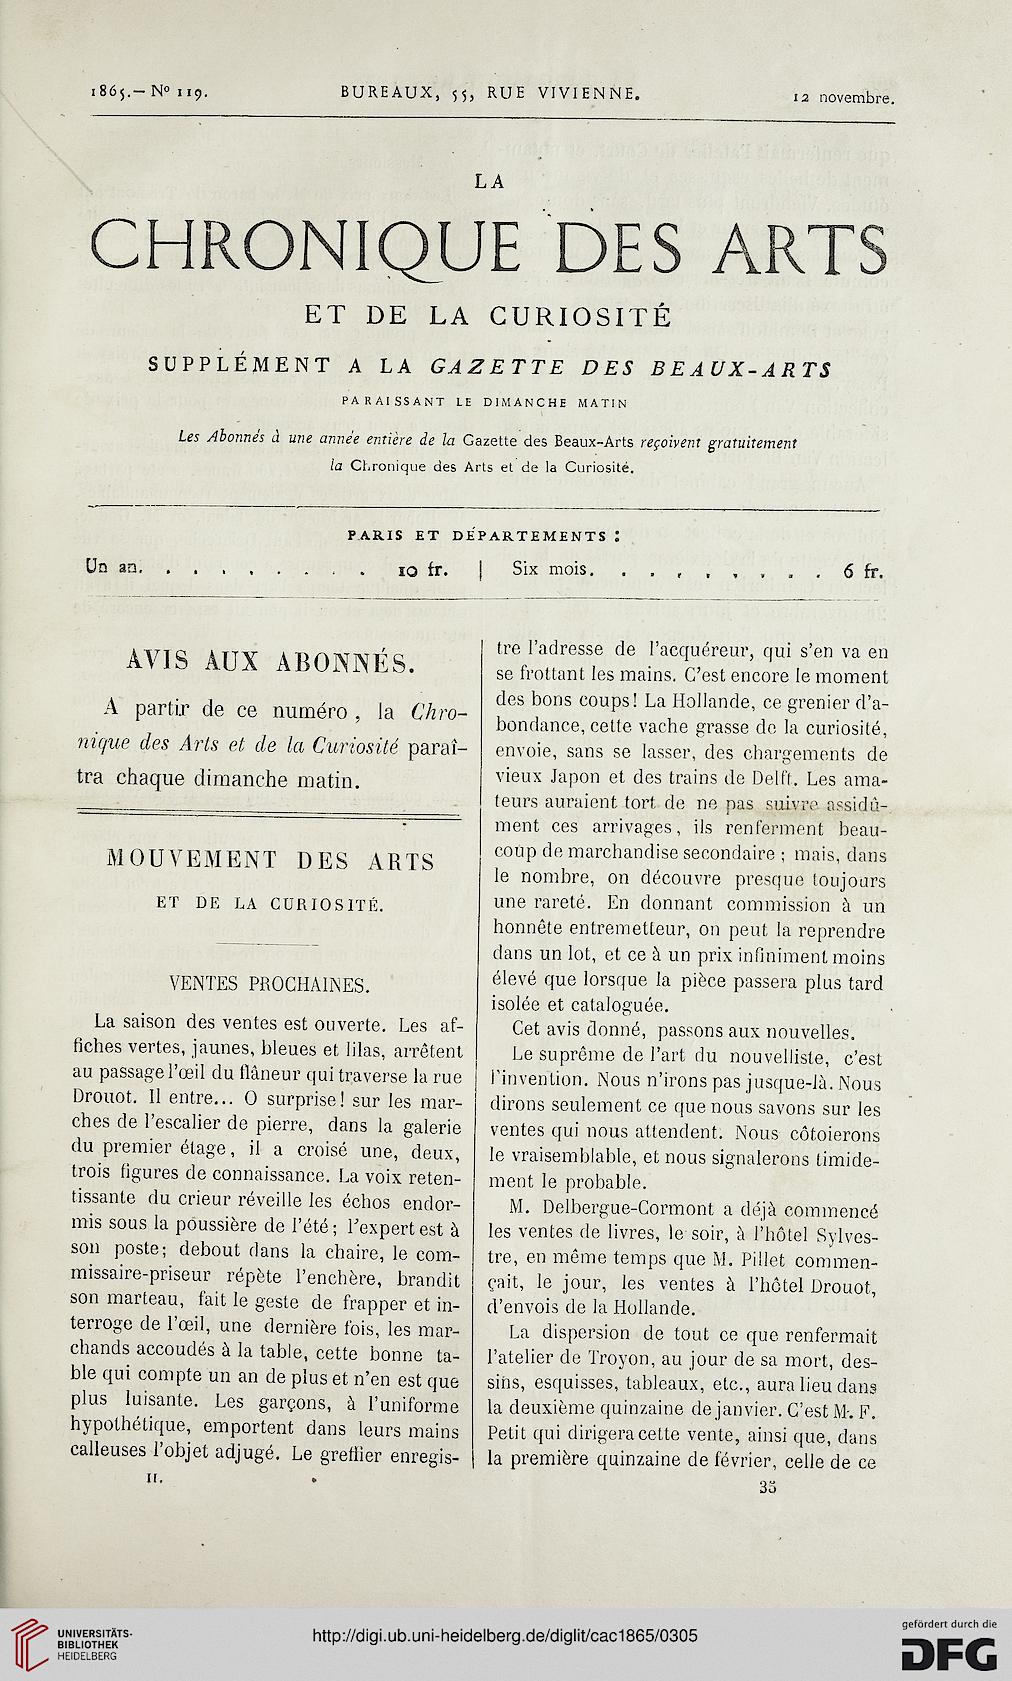 1865.— N° 119.
BUREAUX, 55, RUE VIVIENNE.
12 novembre.
LA
CHRONIQUE DES ARTS
ET DE LA CURIOSITÉ
SUPPLÉMENT A LA GAZETTE DES BEAUX-ARTS
PARAISSANT LE DIMANCHE MATIN
Les Abonnés à une année entière de la Gazette des Beaux-Arts reçoivent gratuitement
la Chronique des Arts et de la Curiosité.
PARIS ET DÉPARTEMENTS :
Un an. . . . . . . . . 10 fr. | Six mois. . . . . . . . . 6 fr.
AVIS AUX ABONNÉS.
A partir de ce numéro, la Chro-
nique des Arts et de la Curiosité paraî-
tra chaque dimanche matin.
MOUVEMENT DES ARTS
ET DE LA CURIOSITÉ.
VENTES PROCHAINES.
La saison des ventes est ouverte. Les af-
fiches vertes, jaunes, bleues et lilas, arrêtent
au passage l'œil du flâneur qui traverse la rue
Drouot. Il entre... O surprise! sur les mar-
ches de l'escalier de pierre, dans la galerie
du premier étage, il a croisé une, deux,
trois figures de connaissance. La voix reten-
tissante du crieur réveille les échos endor-
mis sous la poussière de l'été; l'expert est à
son poste; debout dans la chaire, le com-
missaire-priseur répète l'enchère, brandit
son marteau, fait le geste de frapper et in-
terroge de l'œil, une dernière fois, les mar-
chands accoudés à la table, cette bonne ta-
ble qui compte un an de plus et n'en est que
plus luisante. Les garçons, à l'uniforme
hypothétique, emportent dans leurs mains
calleuses l'objet adjugé. Le greffier enregis-
II.
tre l'adresse de l'acquéreur, qui s'en va en
se frottant les mains. C'est encore le moment
des bons coups! La Hollande, ce grenier d'a-
bondance, cette vache grasse de la curiosité,
envoie, sans se lasser, des chargements de
vieux Japon et des trains de Delft. Les ama-
teurs auraient tort de ne pas suivre assidû-
ment ces arrivages, ils renferment beau-
coup de marchandise secondaire ; mais, dans
le nombre, on découvre presque toujours
une rareté. En donnant commission à un
honnête entremetteur, on peut la reprendre
dans un lot, et ce à un prix infiniment moins
élevé que lorsque la pièce passera plus tard
isolée et cataloguée.
Cet avis donné, passons aux nouvelles.
Le suprême de l'art du nouvelliste, c'est
l'invention. Nous n'irons pas jusque-là. Nous
dirons seulement ce que nous savons sur les
ventes qui nous attendent. Nous côtoierons
le vraisemblable, et nous signalerons timide-
ment le probable.
M. Delbergue-Cormont a déjà commencé
les ventes de livres, le soir, à l'hôtel Sylves-
tre, en même temps que M. Pillet commen-
çait, le jour, les ventes à l'hôtel Drouot,
d'envois de la Hollande.
La dispersion de tout ce que renfermait
l'atelier de Troyon, au jour de sa mort, des-
sins, esquisses, tableaux, etc., aura lieu dans
la deuxième quinzaine de janvier. C'est M. F.
Petit qui dirigera cette vente, ainsi que, dans
la première quinzaine de février, celle de ce
35
UNIVERSITÄTS-
BIBLIOTHEK
HEIDELBERG
http://digi.ub.uni-heidelberg.de/diglit/cac1865/0305
gefördert durch die
DFG